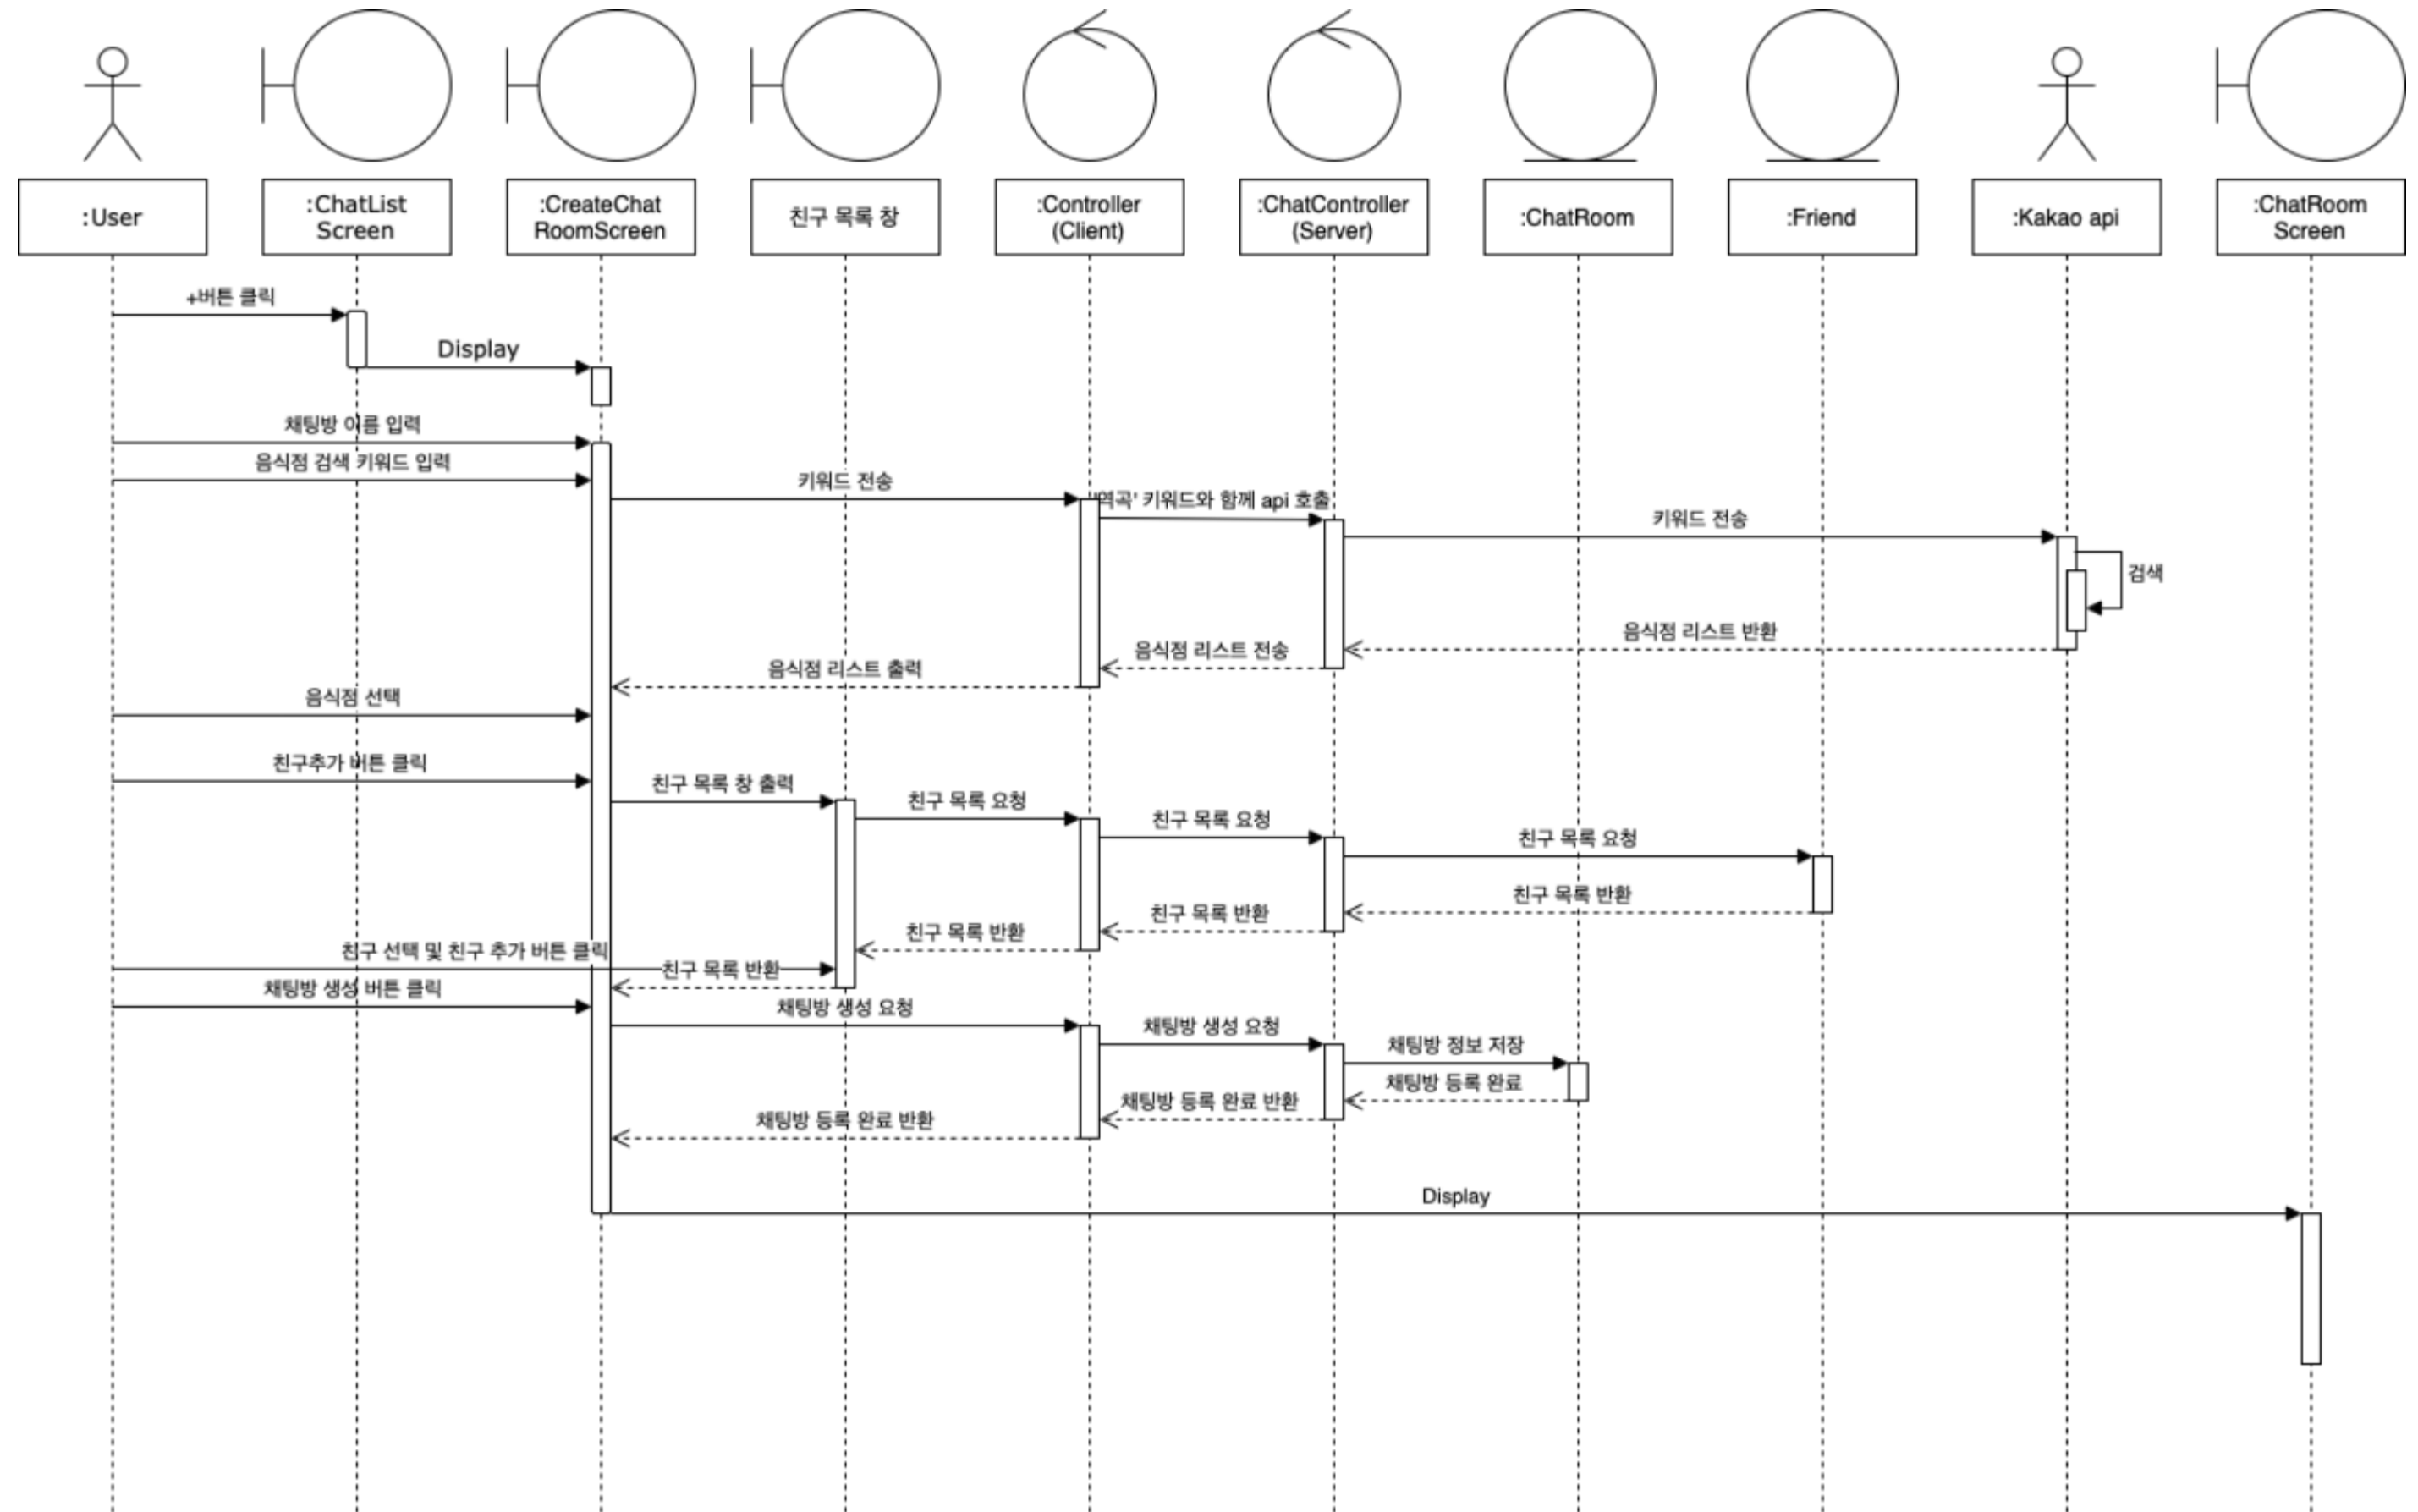 :User
:ChatList
Screen
:CreateChat
RoomScreen
친구 목록 창
:Controller
(Client)
:ChatController
(Server)
:ChatRoom
:Friend
:Kakao api
:ChatRoom
Screen
+버튼 클릭
Display
채팅방 이름 입력
음식점 검색 키워드 입력
키워드 전송
'역곡' 키워드와 함께 api 호출
키워드 전송
검색
음식점 리스트 반환
음식점 리스트 전송
음식점 리스트 출력
음식점 선택
친구추가 버튼 클릭
친구 목록 창 출력
친구 목록 요청
친구 목록 요청
친구 목록 요청
친구 목록 반환
친구 목록 반환
친구 목록 반환
친구 선택 및 친구 추가 버튼 클릭
친구 목록 반환
채팅방 생성 버튼 클릭
채팅방 생성 요청
채팅방 생성 요청
채팅방 정보 저장
채팅방 등록 완료
채팅방 등록 완료 반환
채팅방 등록 완료 반환
Display